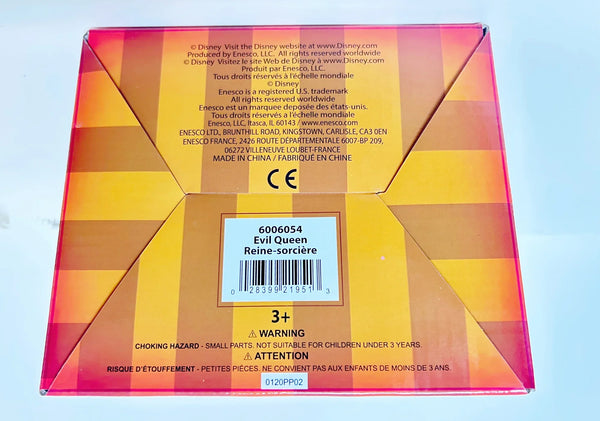 © Disney Visit the Disney website at www.Disney.com
Produced by Enesco, LLC. All rights reserved worldwide
© Disney Visitez le site Web de Disney à www.Disney.com
Produit par Enesco, LLC.
Tous droits réservés à l'échelle mondiale
© Disney
Enesco is a registered U.S. trademark
All rights reserved worldwide
Enesco est un marque deposée des états-unis.
Tous droits réservés a l'échelle mondiale
Enesco, LLC, Itasca, IL 60143 / www.enesco.com
ENESCO LTD., BRUNTHILL ROAD, KINGSTOWN, CARLISLE, CA3 0EN
ENESCO FRANCE, 2426 ROUTE DÉPARTEMENTALE 6007-BP 209,
06272 VILLENEUVE LOUBET-FRANCE
MADE IN CHINA / FABRIQUÉ EN CHINE
CE
6006054
Evil Queen
Reine-sorcière
0 28399 21951 3
3+
⚠ WARNING
CHOKING HAZARD - SMALL PARTS. NOT SUITABLE FOR CHILDREN UNDER 3 YEARS.
⚠ ATTENTION
RISQUE D'ÉTOUFFEMENT - PETITES PIÈCES. NE CONVIENT PAS AUX ENFANTS DE MOINS DE 3 ANS.
0120PP02